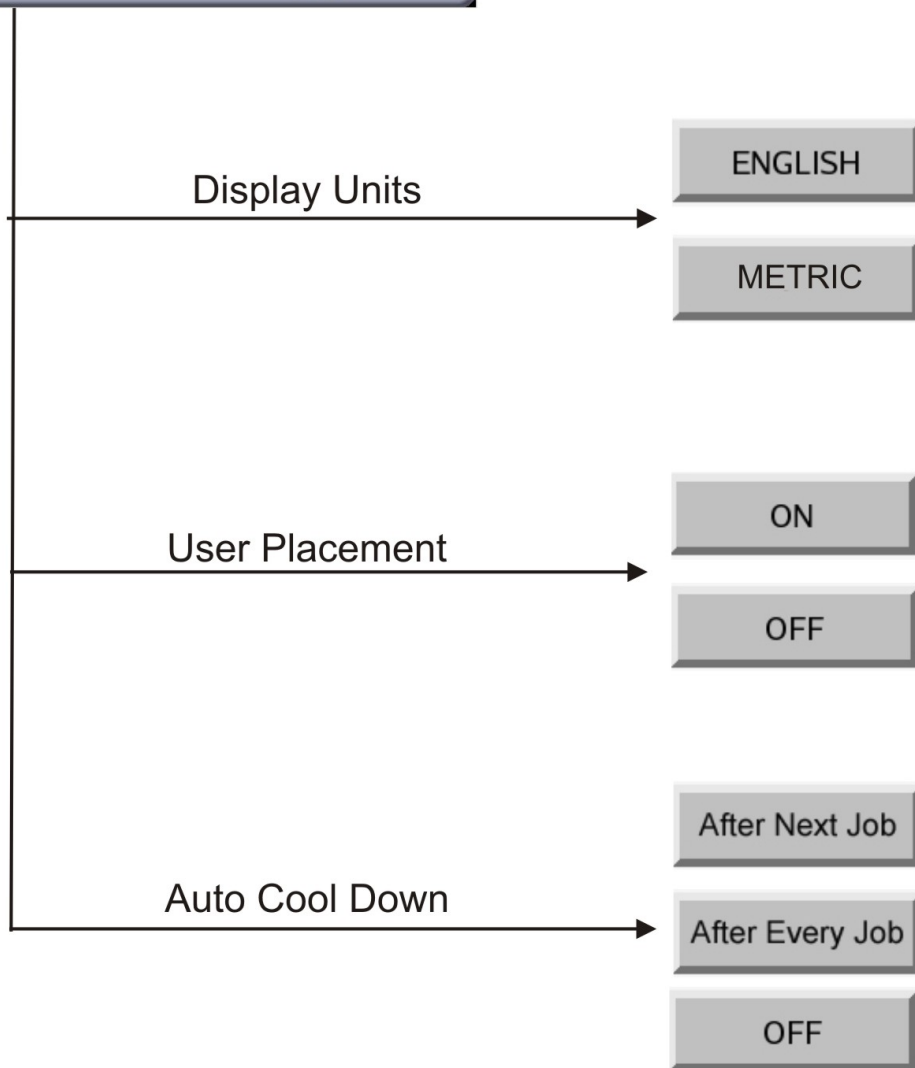 Display Units
ENGLISH
METRIC
User Placement
ON
OFF
Auto Cool Down
After Next Job
After Every Job
OFF